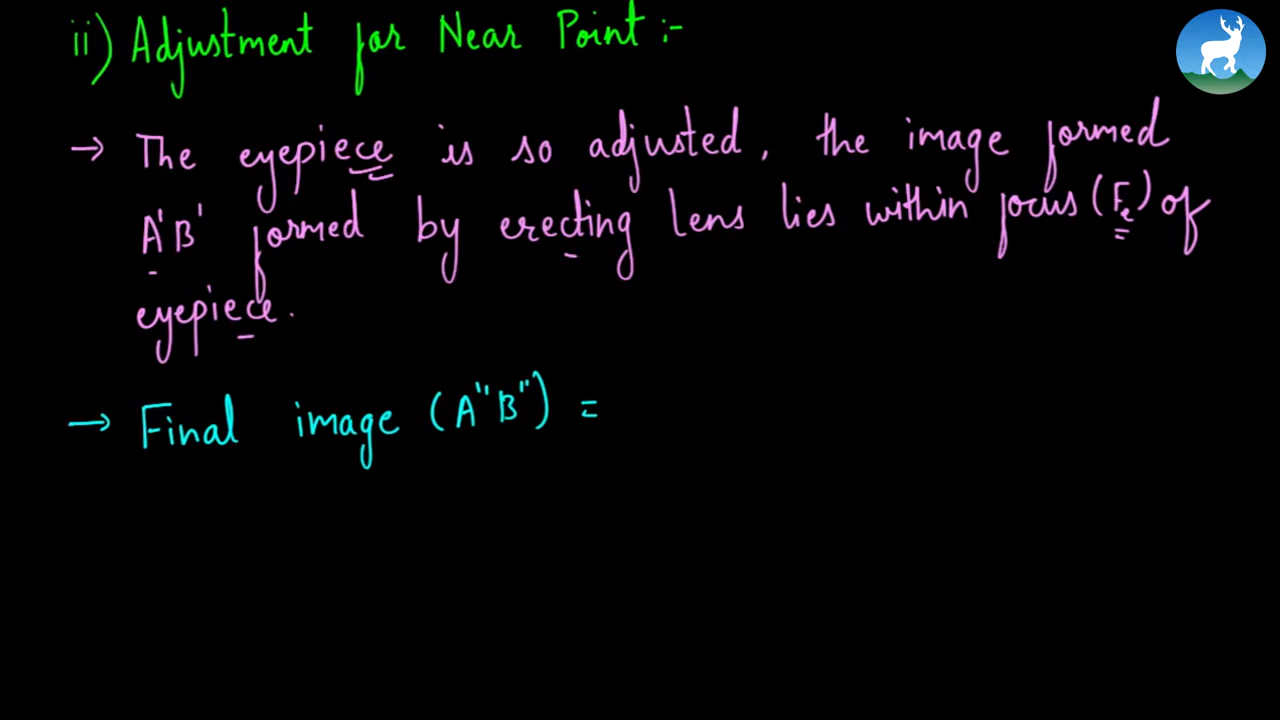 ii) Adjustment for Near Point :-
→ The eyepiece is so adjusted, the image formed
A'B' formed by erecting lens lies within focus (Fe) of
eyepiece.
→ Final image (A"B") =